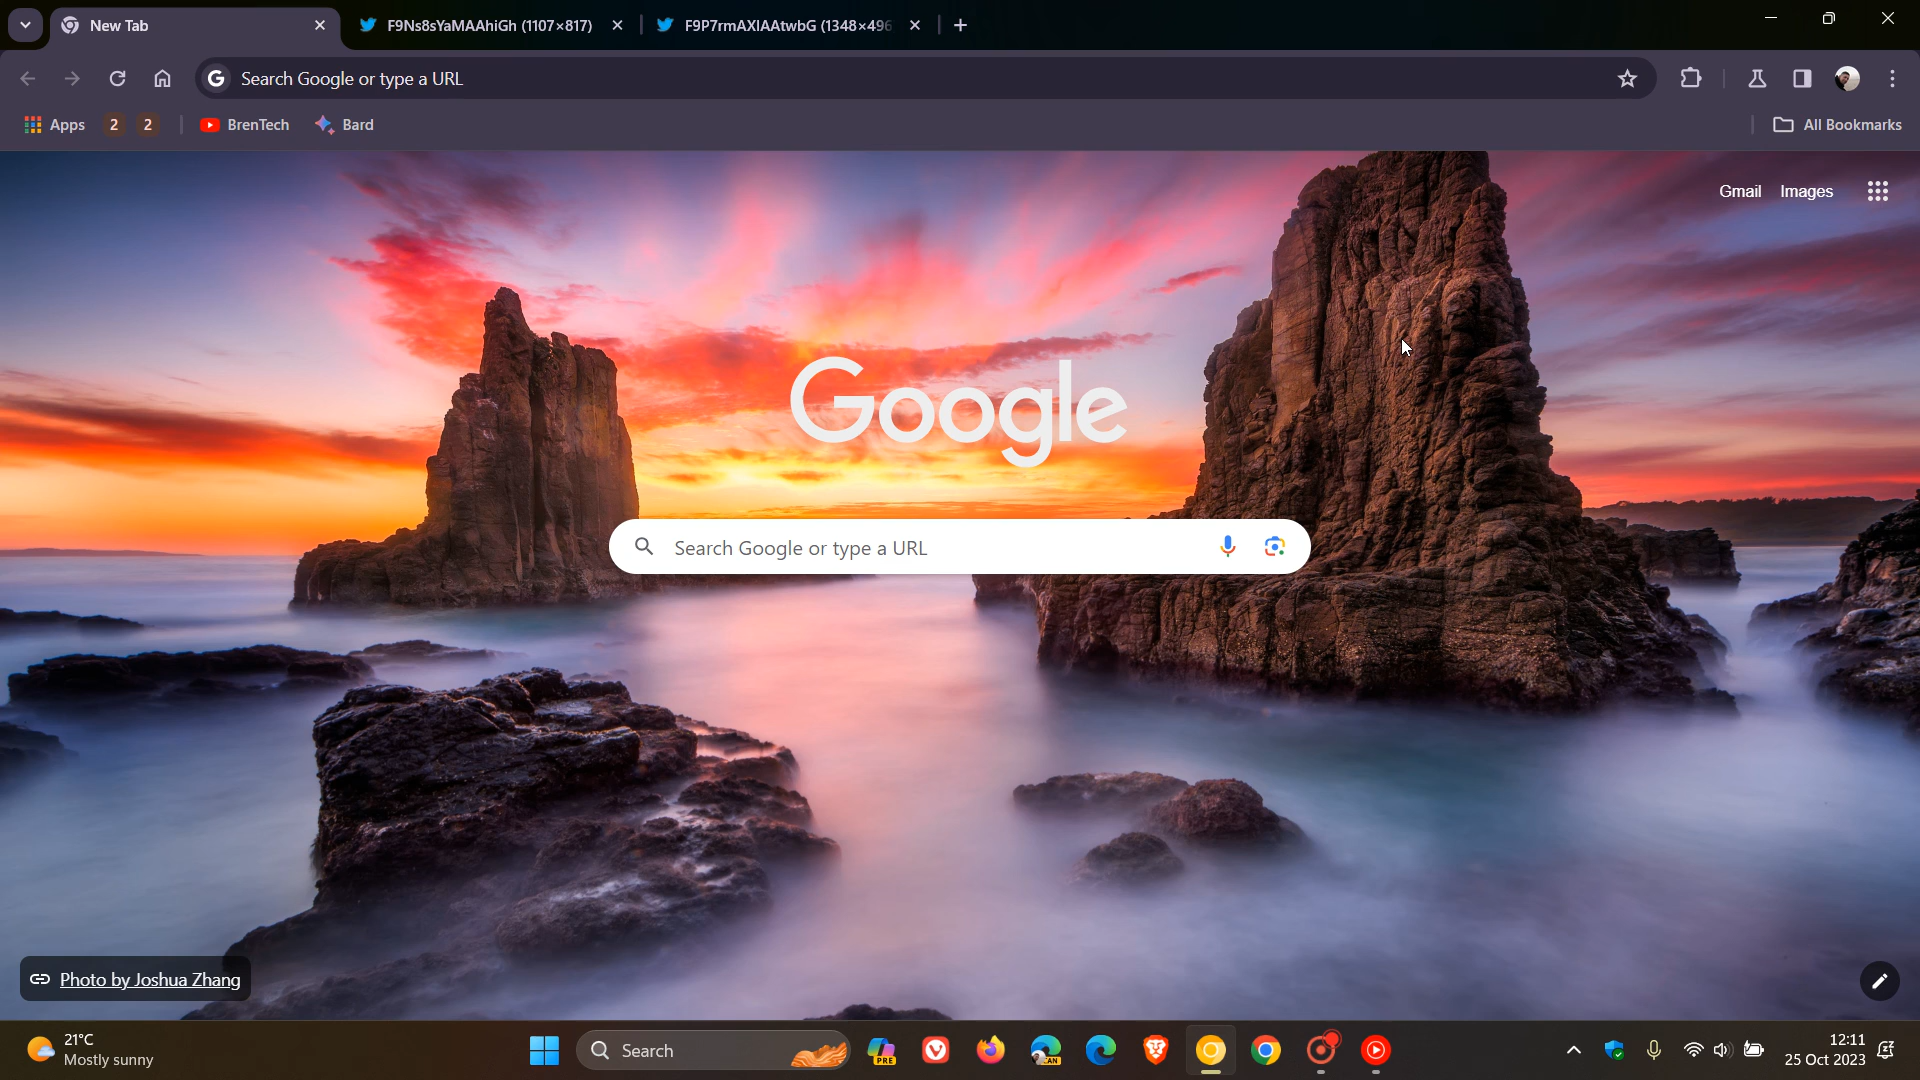 New Tab
F9Ns8sYaMAAhiGh (1107×817)
F9P7rmAXIAAtwbG (1348×496
Search Google or type a URL
Apps
2
2
BrenTech
Bard
All Bookmarks
Gmail
Images
Google
Search Google or type a URL
Photo by Joshua Zhang
21°C
Mostly sunny
Search
PRE
CAN
12:11
25 Oct 2023